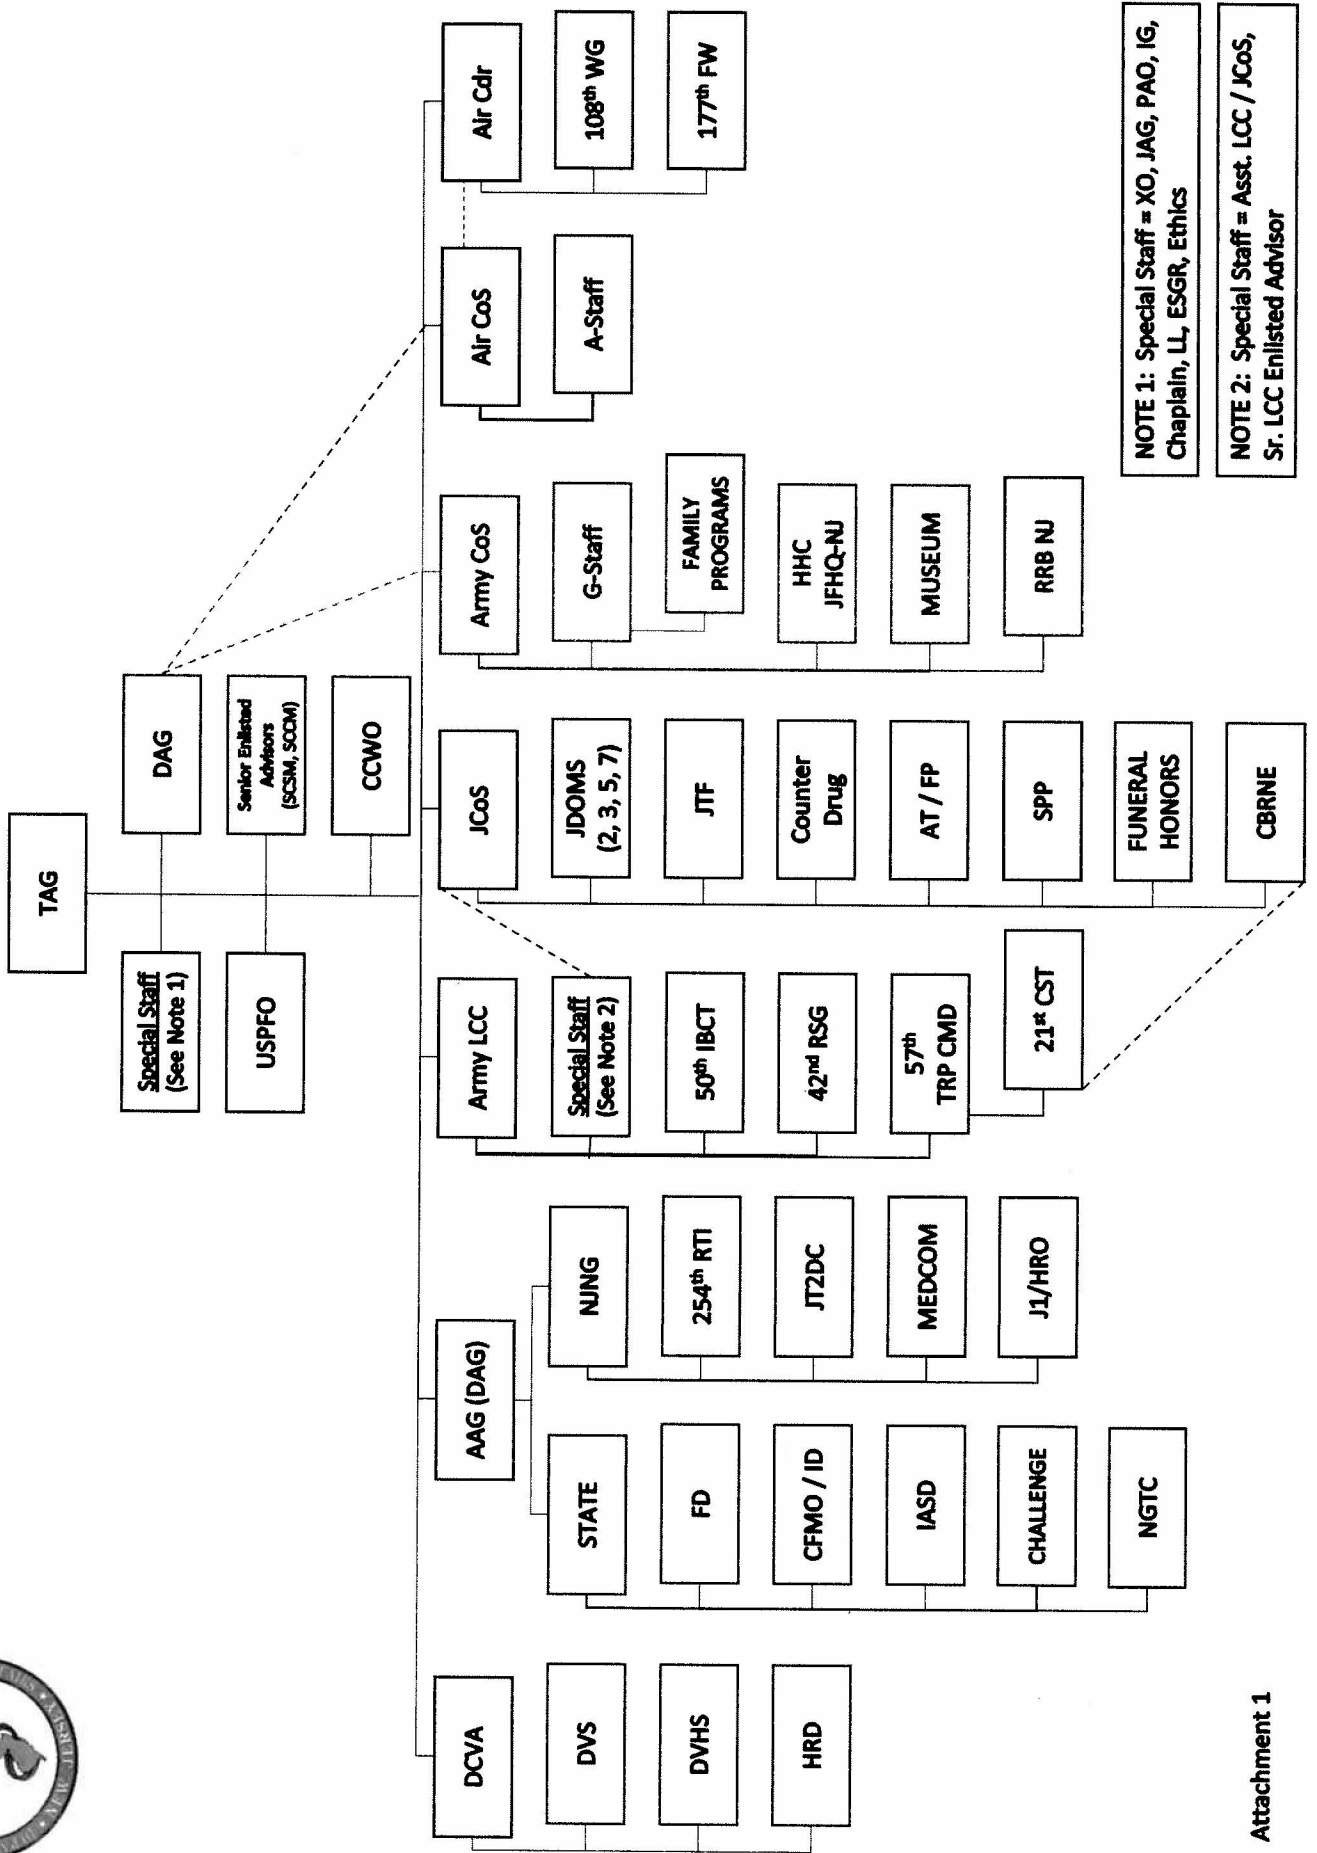 TAG
Special Staff
(See Note 1)
DAG
USPFO
Senior Enlisted
Advisors
(SCSM, SCCM)
CCWO
DCVA
DVS
DVHS
HRD
AAG (DAG)
STATE
FD
CFMO / ID
IASD
CHALLENGE
NGTC
NJNG
254th RTI
JT2DC
MEDCOM
J1/HRO
Army LCC
Special Staff
(See Note 2)
50th IBCT
42nd RSG
57th
TRP CMD
21st CST
JCoS
JDOMS
(2, 3, 5, 7)
JTF
Counter
Drug
AT / FP
SPP
FUNERAL
HONORS
CBRNE
Army CoS
G-Staff
FAMILY
PROGRAMS
HHC
JFHQ-NJ
MUSEUM
RRB NJ
Air CoS
A-Staff
Air Cdr
108th WG
177th FW
NOTE 1: Special Staff = XO, JAG, PAO, IG,
Chaplain, LL, ESGR, Ethics
NOTE 2: Special Staff = Asst. LCC / JCoS,
Sr. LCC Enlisted Advisor
Attachment 1
NEW JERSEY